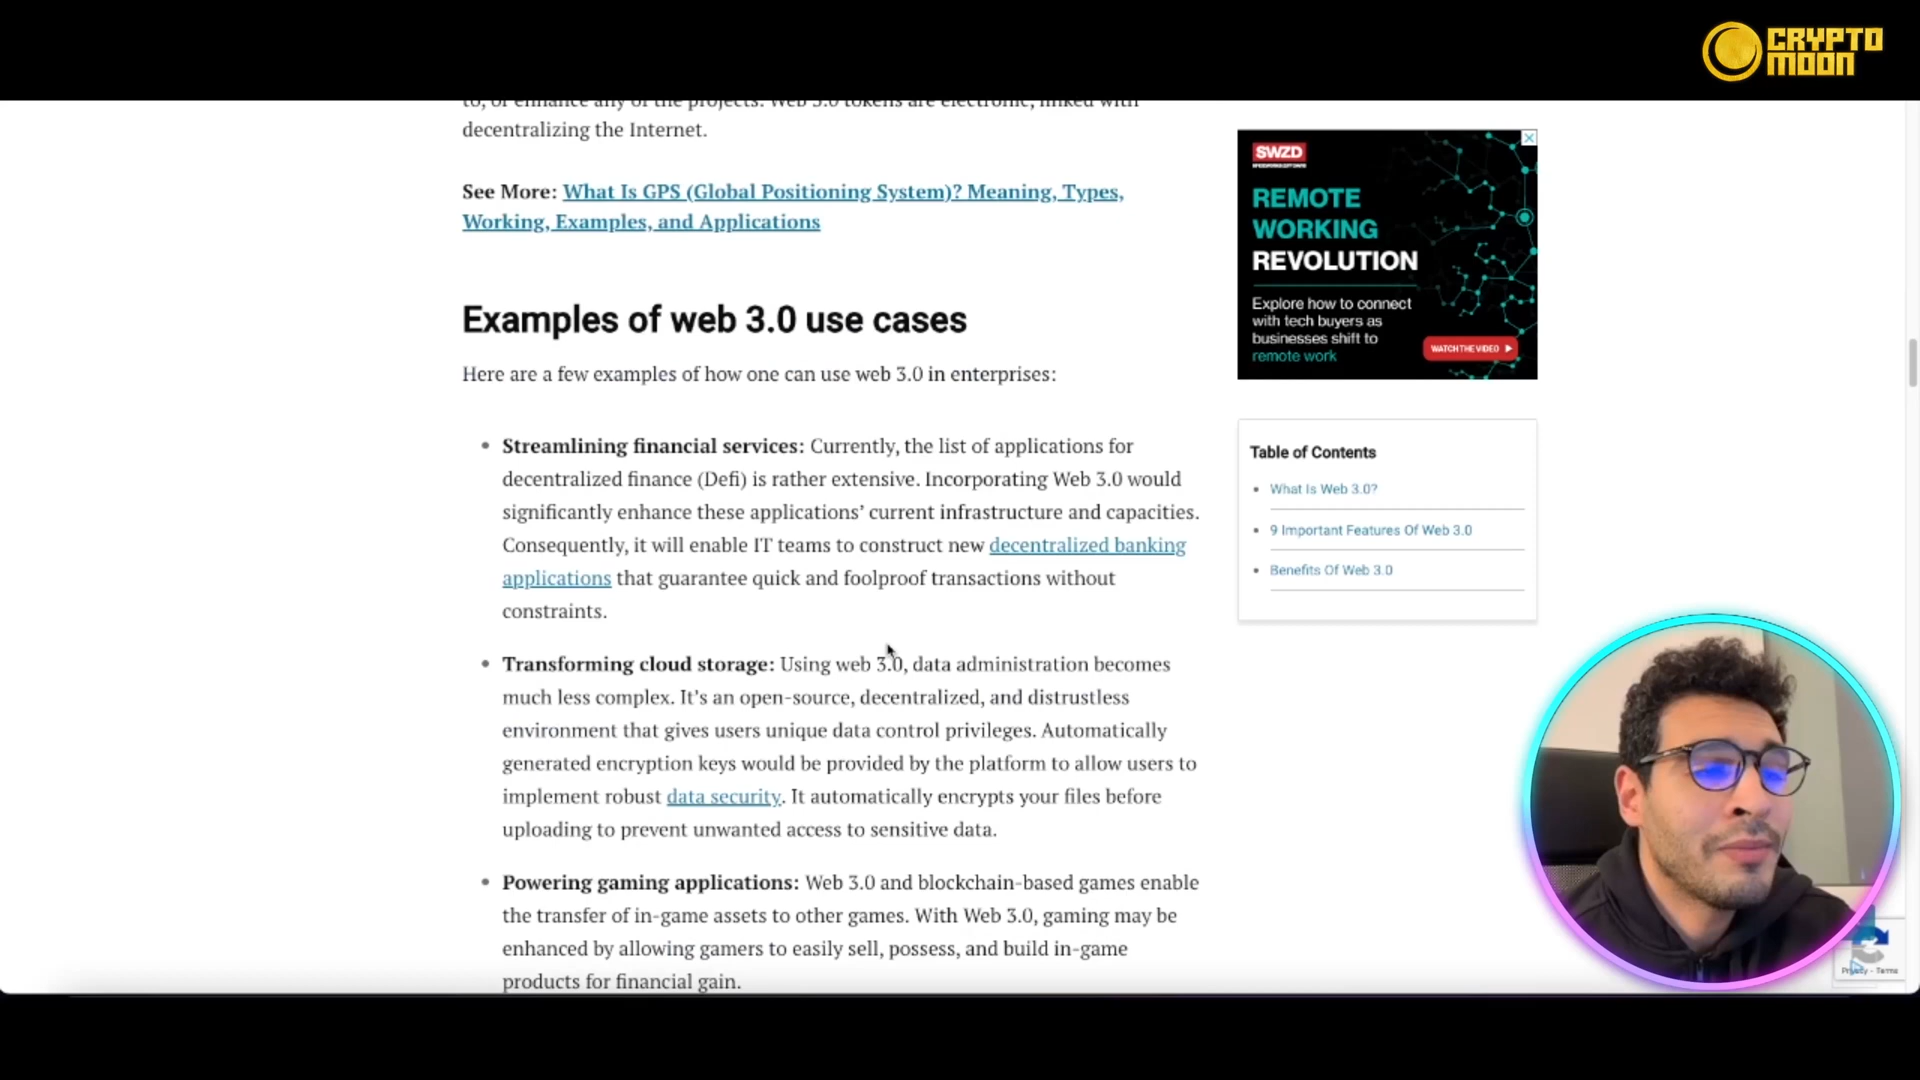 CRYPTO
MOON
to, or enhance any of the projects. Web 3.0 tokens are electronic, linked with
decentralizing the Internet.
See More: What Is GPS (Global Positioning System)? Meaning, Types,
Working, Examples, and Applications
Examples of web 3.0 use cases
Here are a few examples of how one can use web 3.0 in enterprises:
• Streamlining financial services: Currently, the list of applications for
decentralized finance (Defi) is rather extensive. Incorporating Web 3.0 would
significantly enhance these applications’ current infrastructure and capacities.
Consequently, it will enable IT teams to construct new decentralized banking
applications that guarantee quick and foolproof transactions without
constraints.
• Transforming cloud storage: Using web 3.0, data administration becomes
much less complex. It’s an open-source, decentralized, and distrustless
environment that gives users unique data control privileges. Automatically
generated encryption keys would be provided by the platform to allow users to
implement robust data security. It automatically encrypts your files before
uploading to prevent unwanted access to sensitive data.
• Powering gaming applications: Web 3.0 and blockchain-based games enable
the transfer of in-game assets to other games. With Web 3.0, gaming may be
enhanced by allowing gamers to easily sell, possess, and build in-game
products for financial gain.
SWZD
REMOTE
WORKING
REVOLUTION
Explore how to connect
with tech buyers as
businesses shift to
remote work
WATCH THE VIDEO
Table of Contents
• What Is Web 3.0?
• 9 Important Features Of Web 3.0
• Benefits Of Web 3.0
Privacy - Terms